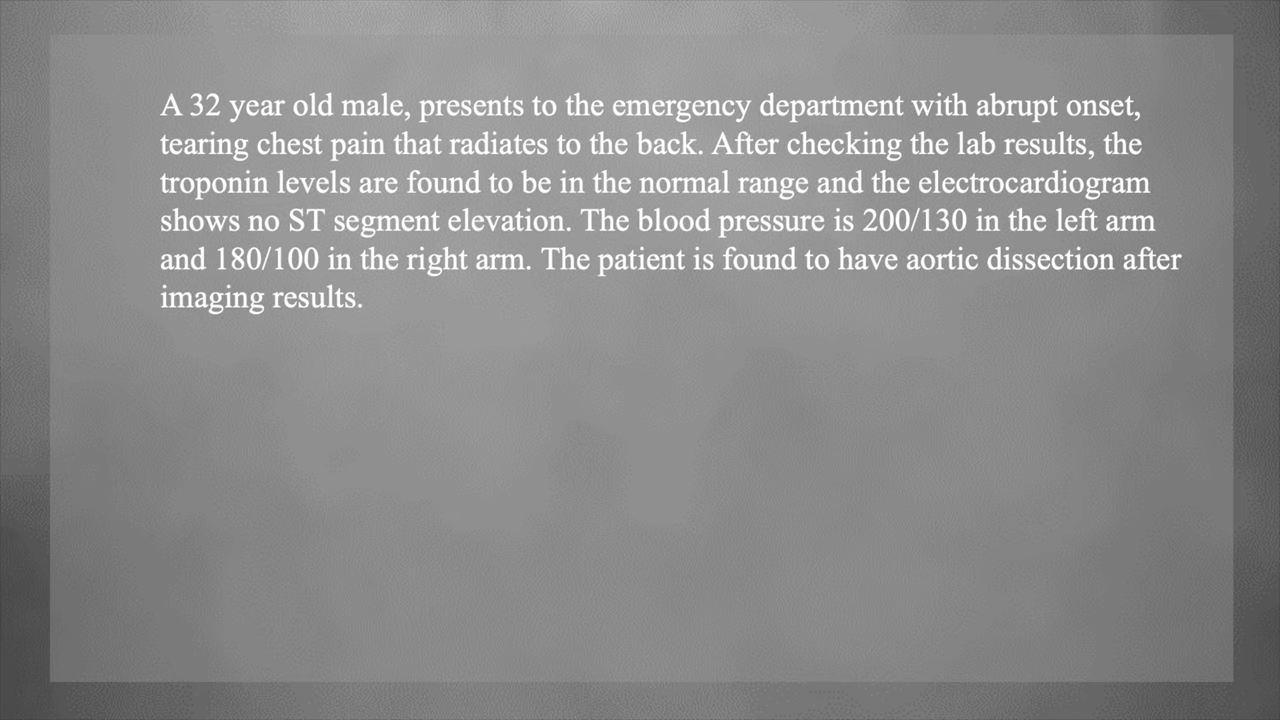 A 32 year old male, presents to the emergency department with abrupt onset,
tearing chest pain that radiates to the back. After checking the lab results, the
troponin levels are found to be in the normal range and the electrocardiogram
shows no ST segment elevation. The blood pressure is 200/130 in the left arm
and 180/100 in the right arm. The patient is found to have aortic dissection after
imaging results.